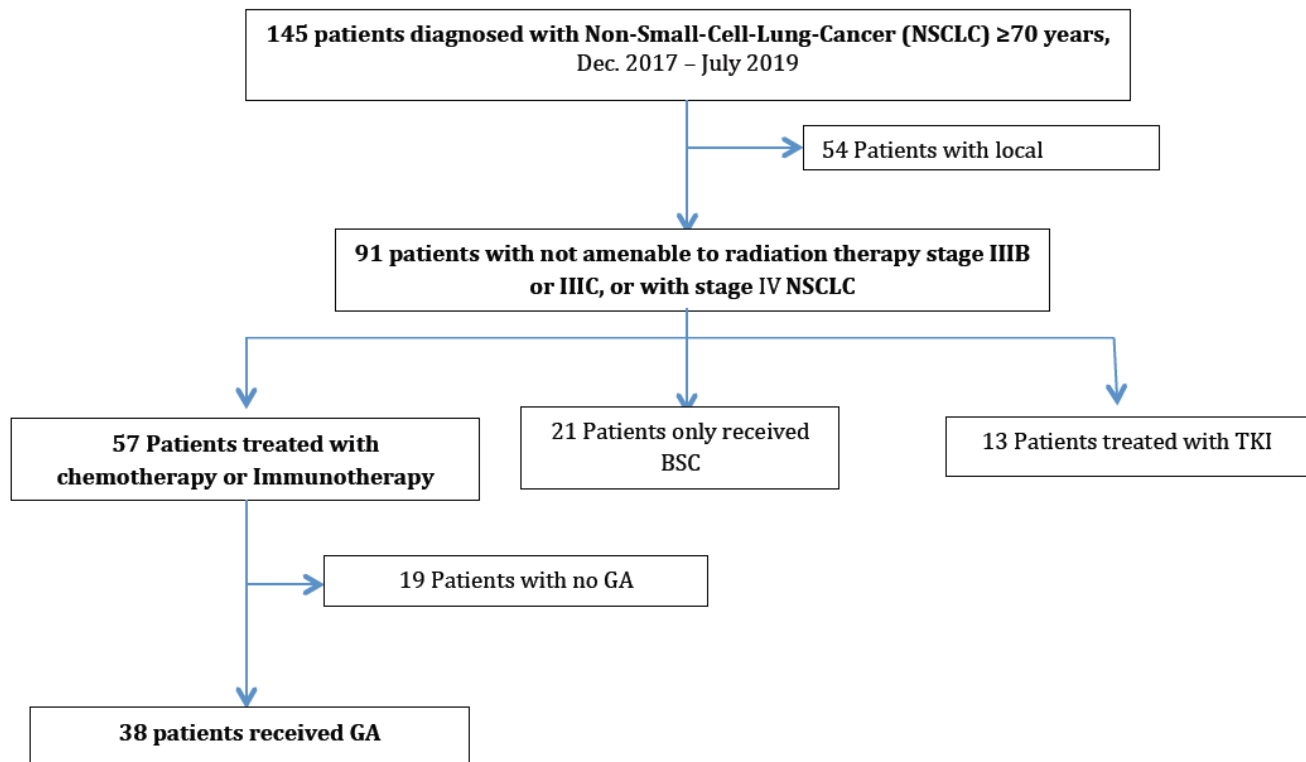 145 patients diagnosed with Non-Small-Cell-Lung-Cancer (NSCLC) ≥70 years,
Dec. 2017 – July 2019
54 Patients with local
91 patients with not amenable to radiation therapy stage IIIB
or IIIC, or with stage IV NSCLC
57 Patients treated with
chemotherapy or Immunotherapy
21 Patients only received
BSC
13 Patients treated with TKI
19 Patients with no GA
38 patients received GA